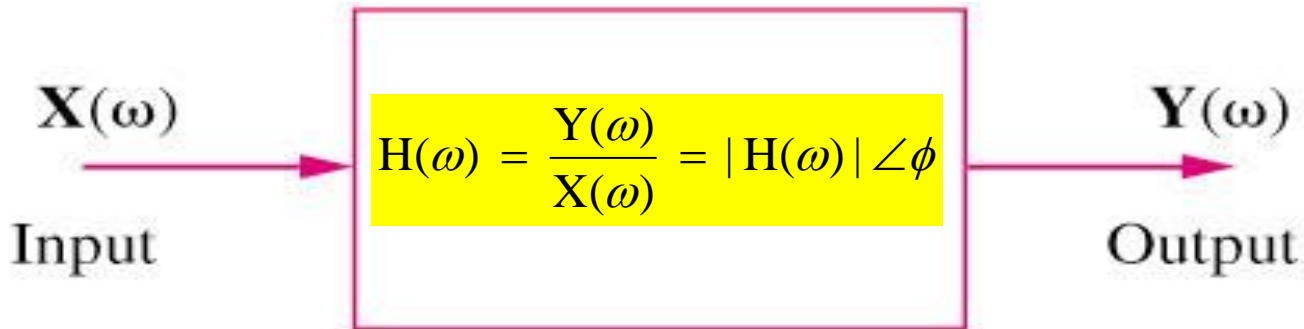 X(ω)
Input
H(ω) = Y(ω)/X(ω) = | H(ω) | ∠ϕ
Y(ω)
Output